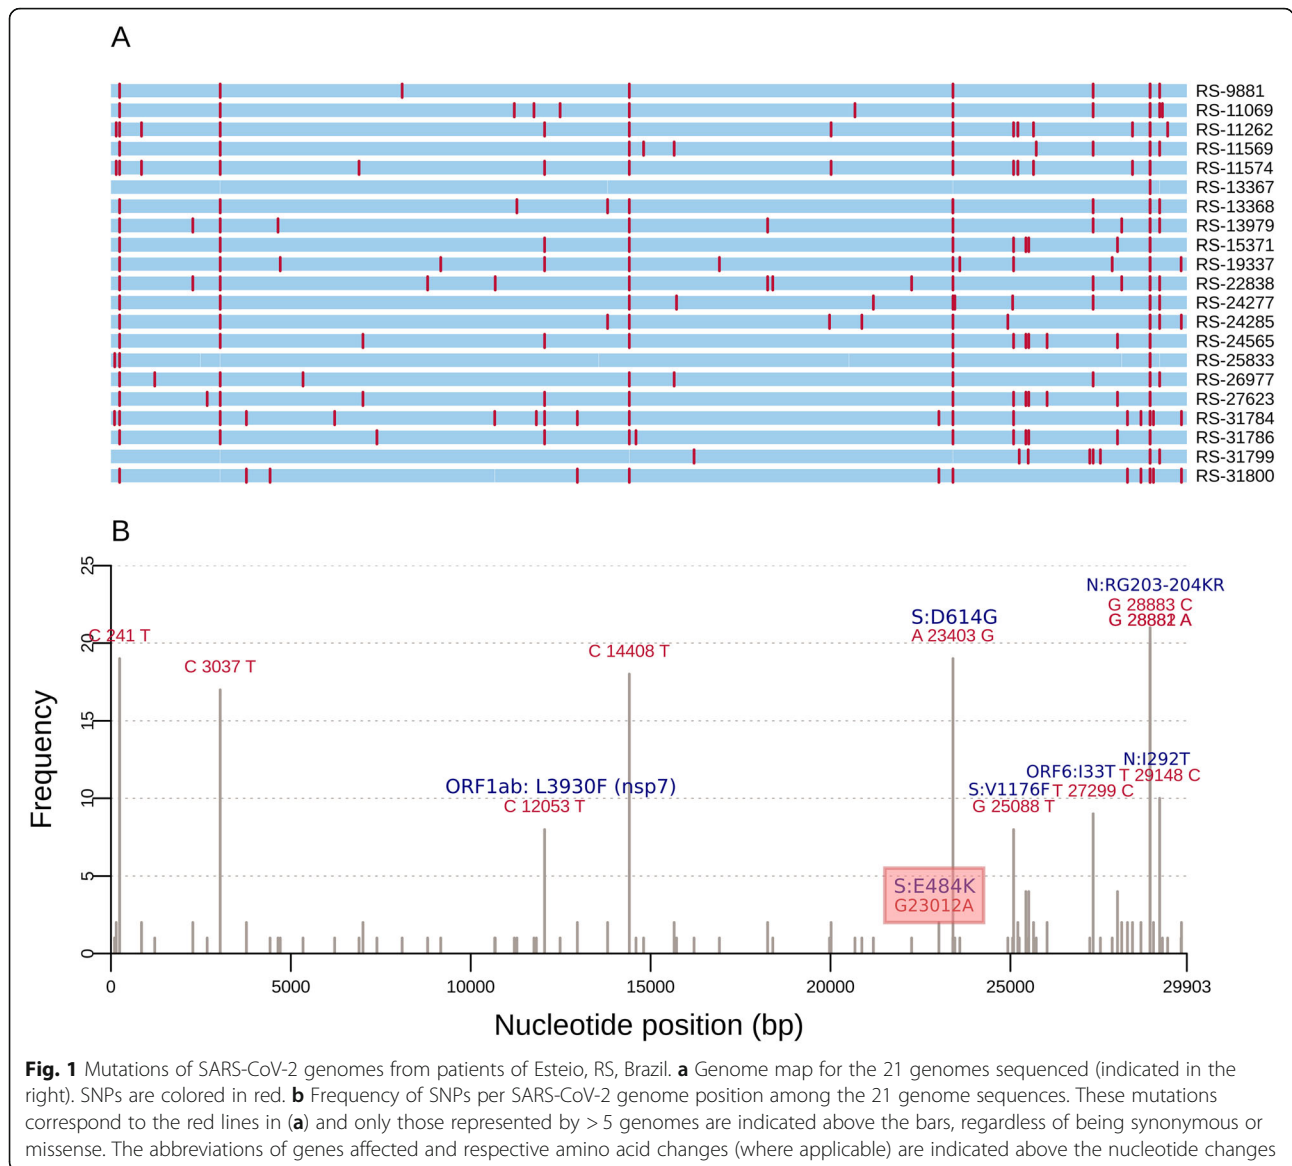 A
RS-9881
RS-11069
RS-11262
RS-11569
RS-11574
RS-13367
RS-13368
RS-13979
RS-15371
RS-19337
RS-22838
RS-24277
RS-24285
RS-24565
RS-25833
RS-26977
RS-27623
RS-31784
RS-31786
RS-31799
RS-31800
B
Frequency
25
20
15
10
5
0
C 241 T
C 3037 T
ORF1ab: L3930F (nsp7)
C 12053 T
C 14408 T
S:D614G
A 23403 G
S:E484K
G23012A
S:V1176F
G 25088 T
ORF6:I33T
T 27299 C
N:RG203-204KR
G 28883 C
N:I292T
T 29148 C
0 5000 10000 15000 20000 25000 29903
Nucleotide position (bp)
Fig. 1 Mutations of SARS-CoV-2 genomes from patients of Esteio, RS, Brazil. a Genome map for the 21 genomes sequenced (indicated in the
right). SNPs are colored in red. b Frequency of SNPs per SARS-CoV-2 genome position among the 21 genome sequences. These mutations
correspond to the red lines in (a) and only those represented by > 5 genomes are indicated above the bars, regardless of being synonymous or
missense. The abbreviations of genes affected and respective amino acid changes (where applicable) are indicated above the nucleotide changes